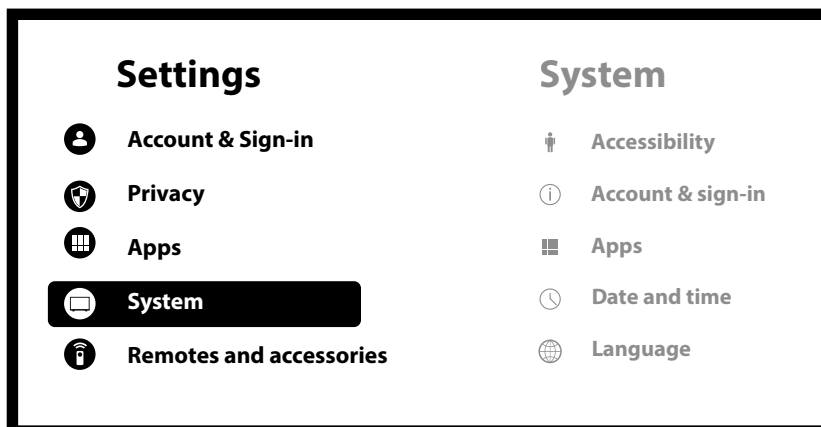 Settings
Account & Sign-in
Privacy
Apps
System
Remotes and accessories
System
Accessibility
Account & sign-in
Apps
Date and time
Language